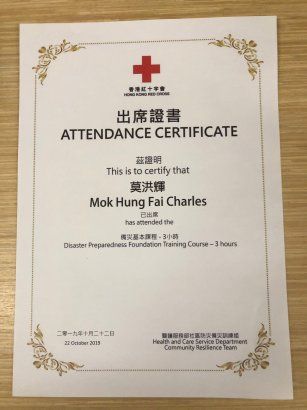 香港紅十字會
HONG KONG RED CROSS
出席證書
ATTENDANCE CERTIFICATE
茲證明
This is to certify that
莫洪輝
Mok Hung Fai Charles
已出席
has attended the
備災基本課程 - 3小時
Disaster Preparedness Foundation Training Course – 3 hours
二零一九年十月二十二日
22 October 2019
醫護服務部社區防災備災訓練組
Health and Care Service Department
Community Resilience Team